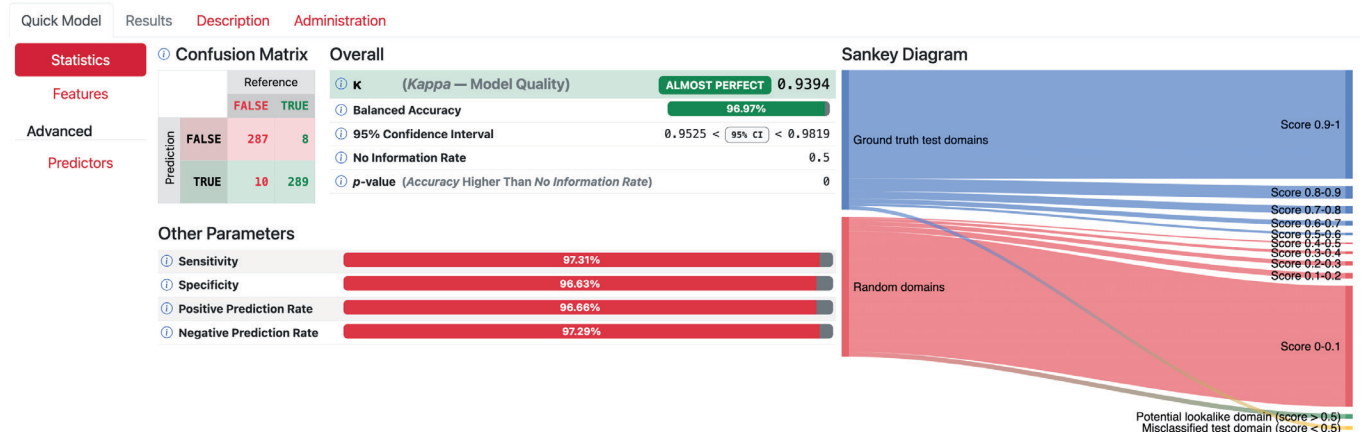 Quick Model Results Description Administration
Statistics
Features
Advanced
Predictors
Confusion Matrix
Reference
FALSE TRUE
Prediction
FALSE 287 8
TRUE 10 289
Overall
K (Kappa — Model Quality) ALMOST PERFECT 0.9394
Balanced Accuracy 96.97%
95% Confidence Interval 0.9525 < 95% CI < 0.9819
No Information Rate 0.5
p-value (Accuracy Higher Than No Information Rate) 0
Other Parameters
Sensitivity 97.31%
Specificity 96.63%
Positive Prediction Rate 96.66%
Negative Prediction Rate 97.29%
Sankey Diagram
Ground truth test domains
Random domains
Score 0.9-1
Score 0.8-0.9
Score 0.7-0.8
Score 0.6-0.7
Score 0.5-0.6
Score 0.4-0.5
Score 0.3-0.4
Score 0.2-0.3
Score 0.1-0.2
Score 0-0.1
Potential lookalike domain (score > 0.5)
Misclassified test domain (score < 0.5)